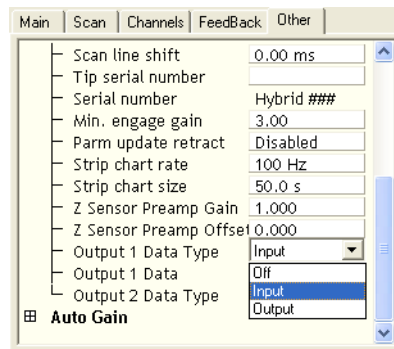 Main Scan Channels FeedBack Other
Scan line shift 0.00 ms
Tip serial number
Serial number Hybrid ###
Min. engage gain 3.00
Parm update retract Disabled
Strip chart rate 100 Hz
Strip chart size 50.0 s
Z Sensor Preamp Gain 1.000
Z Sensor Preamp Offset 0.000
Output 1 Data Type Input
Output 1 Data Off
Input
Output 2 Data Type Output
Auto Gain